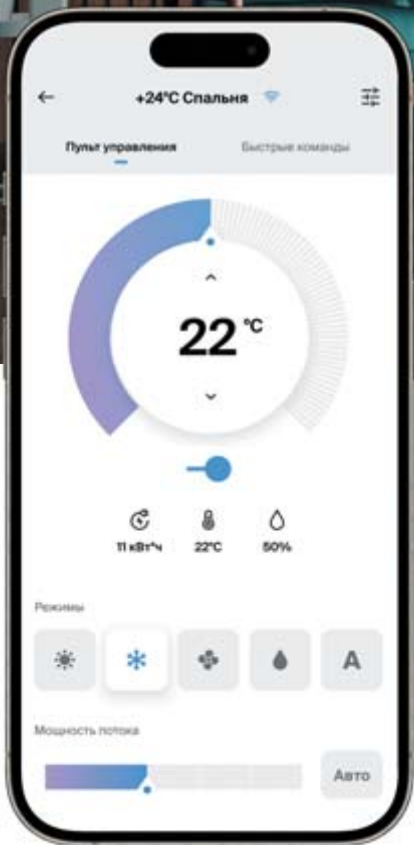 +24°C Спальня
Пульт управления Быстрые команды
22 °C
11 кВт*ч 22°C 50%
Режимы
A
Мощность потока
Авто